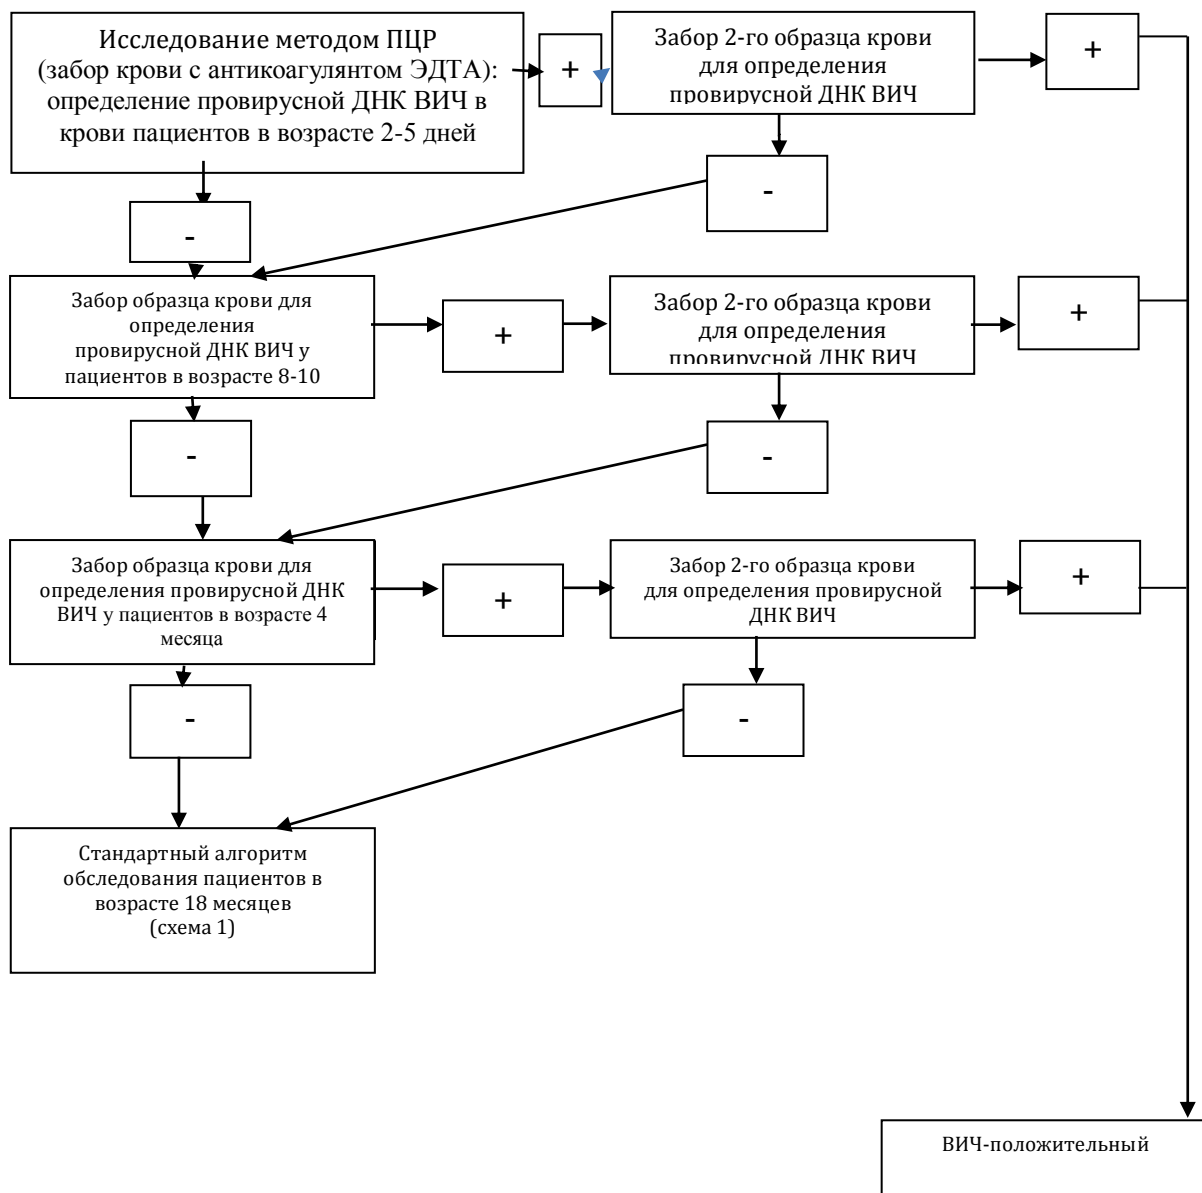 Исследование методом ПЦР
(забор крови с антикоагулянтом ЭДТА):
определение провирусной ДНК ВИЧ в
крови пациентов в возрасте 2-5 дней
+
Забор 2-го образца крови
для определения
провирусной ДНК ВИЧ
+
-
-
Забор образца крови для
определения
провирусной ДНК ВИЧ у
пациентов в возрасте 8-10
+
Забор 2-го образца крови
для определения
провирусной ДНК ВИЧ
+
-
-
Забор образца крови для
определения провирусной ДНК
ВИЧ у пациентов в возрасте 4
месяца
+
Забор 2-го образца крови
для определения провирусной
ДНК ВИЧ
+
-
-
Стандартный алгоритм
обследования пациентов в
возрасте 18 месяцев
(схема 1)
ВИЧ-положительный